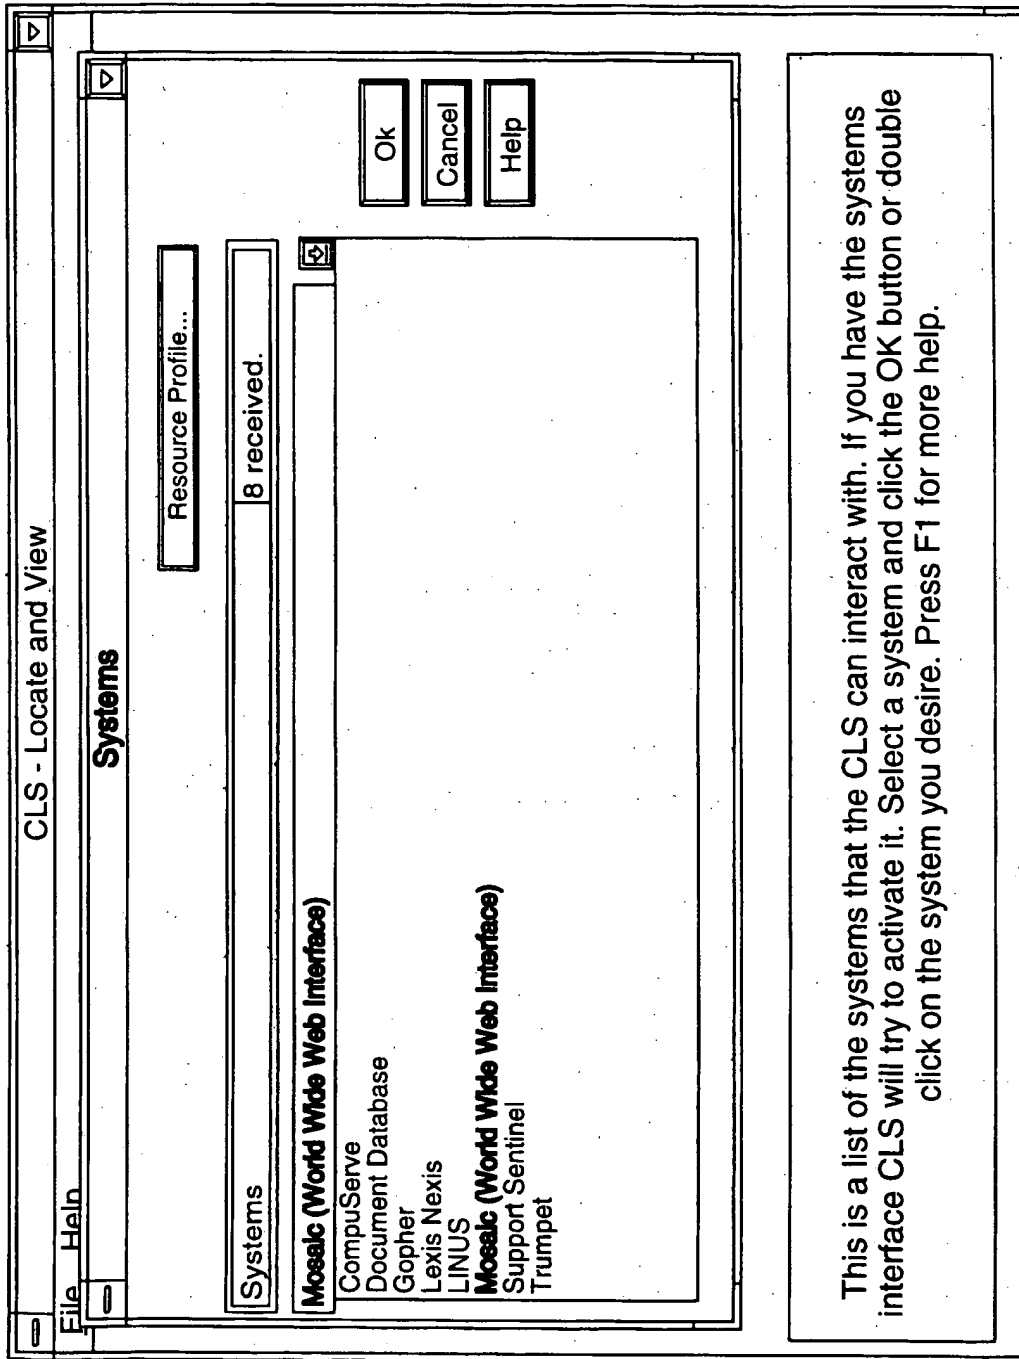 CLS - Locate and View
File Help
Systems
Resource Profile...
Systems 8 received.
Mosaic (World Wide Web Interface)
CompuServe
Document Database
Gopher
Lexis Nexis
LINUS
Mosaic (World Wide Web Interface)
Support Sentinel
Trumpet
Ok
Cancel
Help
This is a list of the systems that the CLS can interact with. If you have the systems
interface CLS will try to activate it. Select a system and click the OK button or double
click on the system you desire. Press F1 for more help.